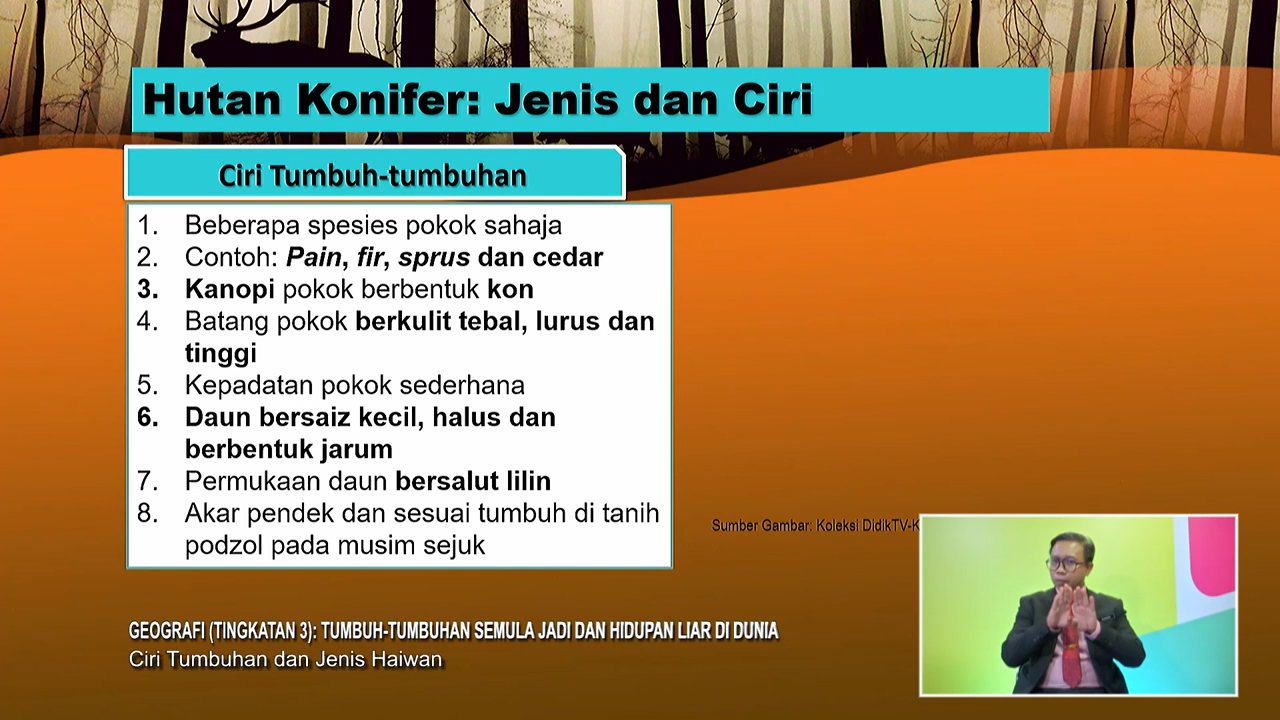 Hutan Konifer: Jenis dan Ciri
Ciri Tumbuh-tumbuhan
1. Beberapa spesies pokok sahaja
2. Contoh: Pain, fir, sprus dan cedar
3. Kanopi pokok berbentuk kon
4. Batang pokok berkulit tebal, lurus dan
tinggi
5. Kepadatan pokok sederhana
6. Daun bersaiz kecil, halus dan
berbentuk jarum
7. Permukaan daun bersalut lilin
8. Akar pendek dan sesuai tumbuh di tanih
podzol pada musim sejuk
Sumber Gambar: Koleksi DidikTV-K
GEOGRAFI (TINGKATAN 3): TUMBUH-TUMBUHAN SEMULA JADI DAN HIDUPAN LIAR DI DUNIA
Ciri Tumbuhan dan Jenis Haiwan